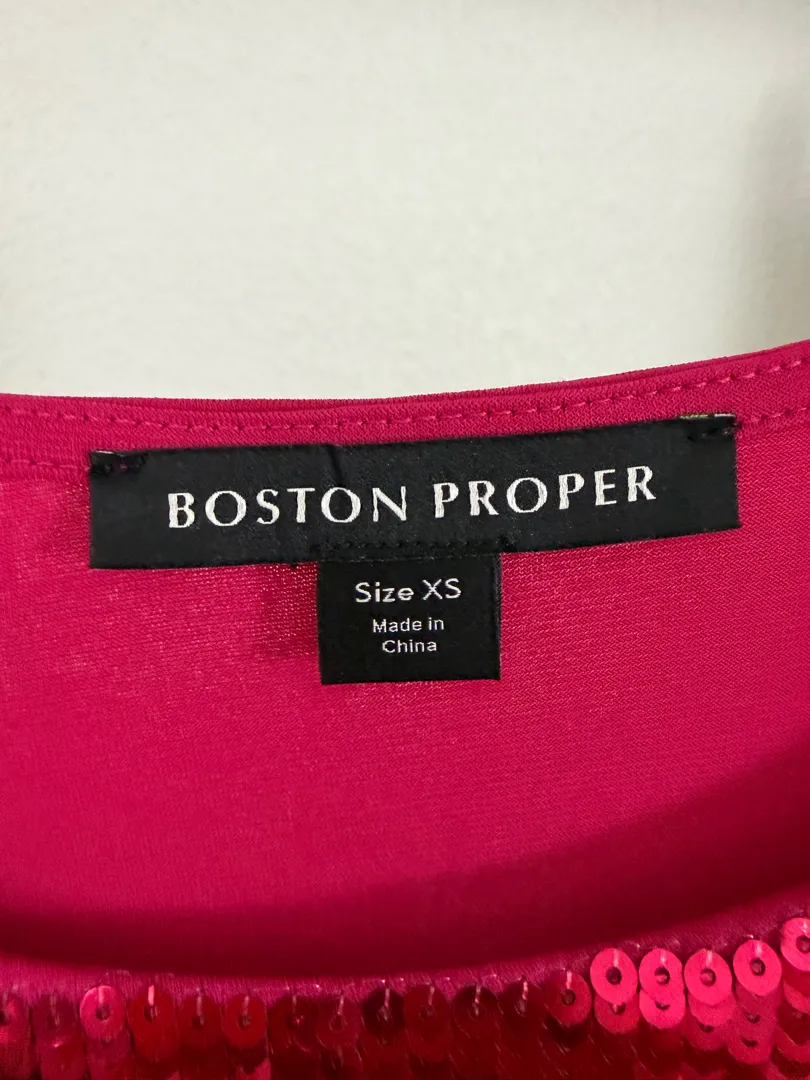 BOSTON PROPER
Size XS
Made in
China